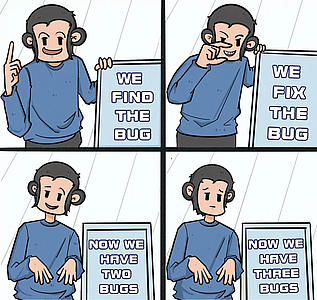 WE
FIND
THE
BUG
WE
FIX
THE
BUG
NOW WE
HAVE
TWO
BUGS
NOW WE
HAVE
THREE
BUGS